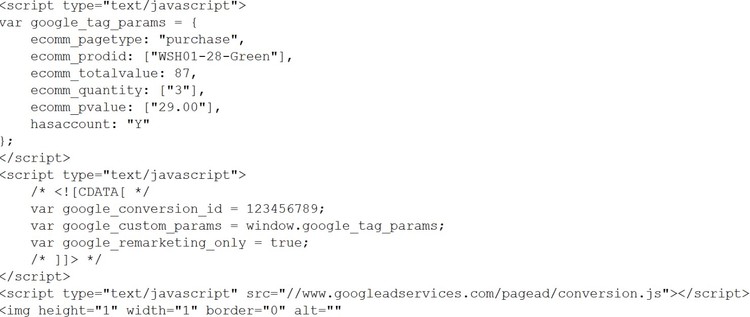 <script type="text/javascript">
var google_tag_params = {
    ecomm_pagetype: "purchase",
    ecomm_prodid: ["WSH01-28-Green"],
    ecomm_totalvalue: 87,
    ecomm_quantity: ["3"],
    ecomm_pvalue: ["29.00"],
    hasaccount: "Y"
};
</script>
<script type="text/javascript">
    /* <![CDATA[ */
    var google_conversion_id = 123456789;
    var google_custom_params = window.google_tag_params;
    var google_remarketing_only = true;
    /* ]]> */
</script>
<script type="text/javascript" src="//www.googleadservices.com/pagead/conversion.js"></script>
<img height="1" width="1" border="0" alt=""